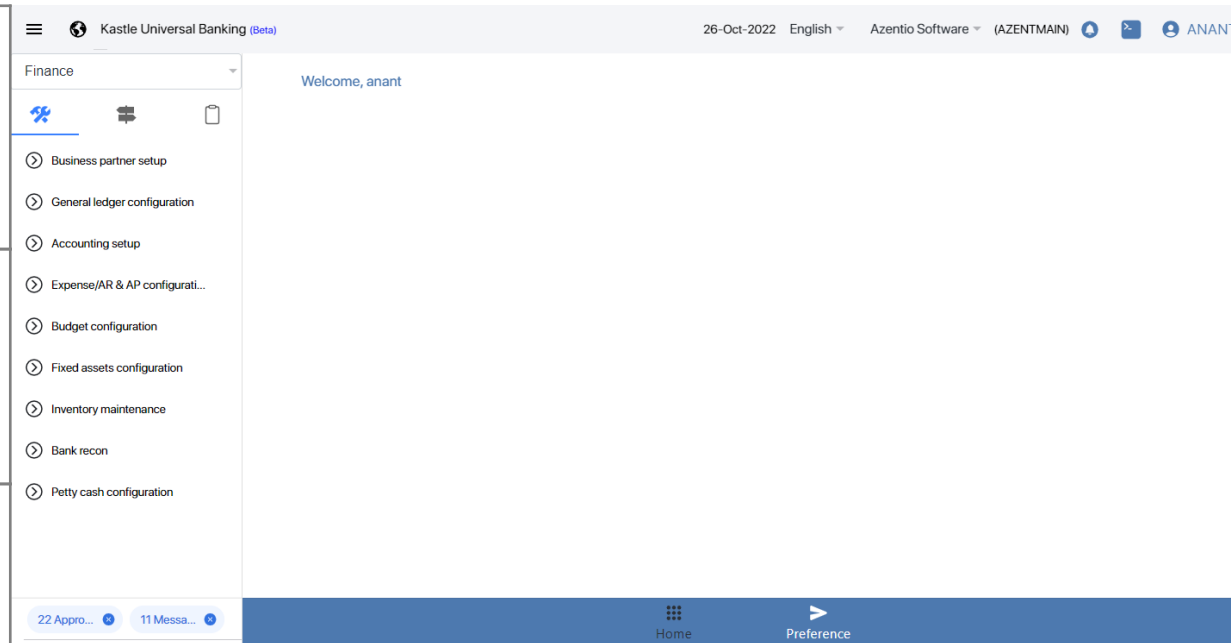 Kastle Universal Banking (Beta) 26-Oct-2022 English Azentio Software (AZENTMAIN) ANANT
Finance
Welcome, anant
Business partner setup
General ledger configuration
Accounting setup
Expense/AR & AP configurati...
Budget configuration
Fixed assets configuration
Inventory maintenance
Bank recon
Petty cash configuration
22 Appro... 11 Messa...
Home Preference